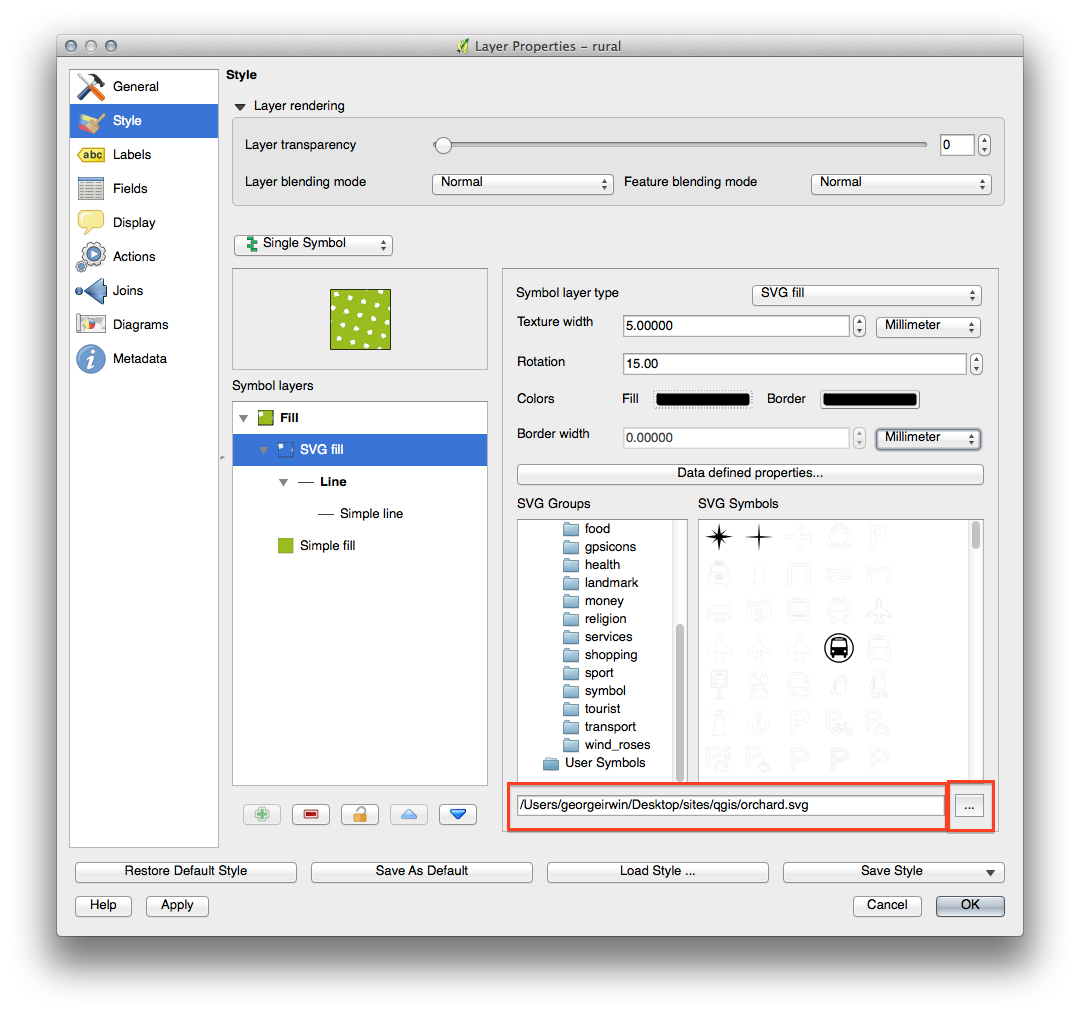 Layer Properties – rural
General
Style
Labels
Fields
Display
Actions
Joins
Diagrams
Metadata
abc
Style
Layer rendering
Layer transparency
0
Layer blending mode
Normal
Feature blending mode
Normal
Single Symbol
Symbol layers
Fill
SVG fill
Line
Simple line
Simple fill
Symbol layer type
SVG fill
Texture width
5.00000
Millimeter
Rotation
15.00
Colors
Fill
Border
Border width
0.00000
Millimeter
Data defined properties...
SVG Groups
food
gpsicons
health
landmark
money
religion
services
shopping
sport
symbol
tourist
transport
wind_roses
User Symbols
SVG Symbols
/Users/georgeirwin/Desktop/sites/qgis/orchard.svg
...
Restore Default Style
Save As Default
Load Style ...
Save Style
Help
Apply
Cancel
OK